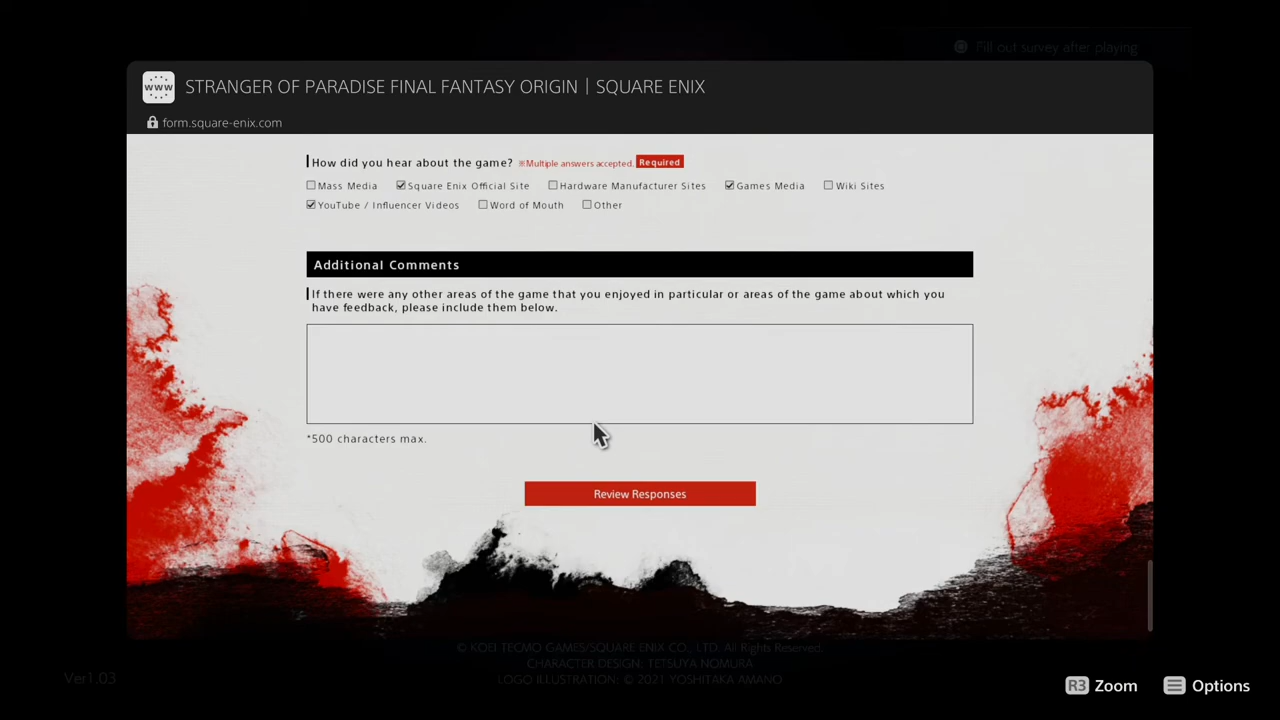 Fill out survey after playing
WWW
STRANGER OF PARADISE FINAL FANTASY ORIGIN | SQUARE ENIX
form.square-enix.com
How did you hear about the game? ※Multiple answers accepted. Required
Mass Media Square Enix Official Site Hardware Manufacturer Sites Games Media Wiki Sites
YouTube / Influencer Videos Word of Mouth Other
Additional Comments
If there were any other areas of the game that you enjoyed in particular or areas of the game about which you
have feedback, please include them below.
*500 characters max.
Review Responses
© KOEI TECMO GAMES/SQUARE ENIX CO., LTD. All Rights Reserved.
CHARACTER DESIGN: TETSUYA NOMURA
LOGO ILLUSTRATION: © 2021 YOSHITAKA AMANO
Ver1.03
R3 Zoom Options